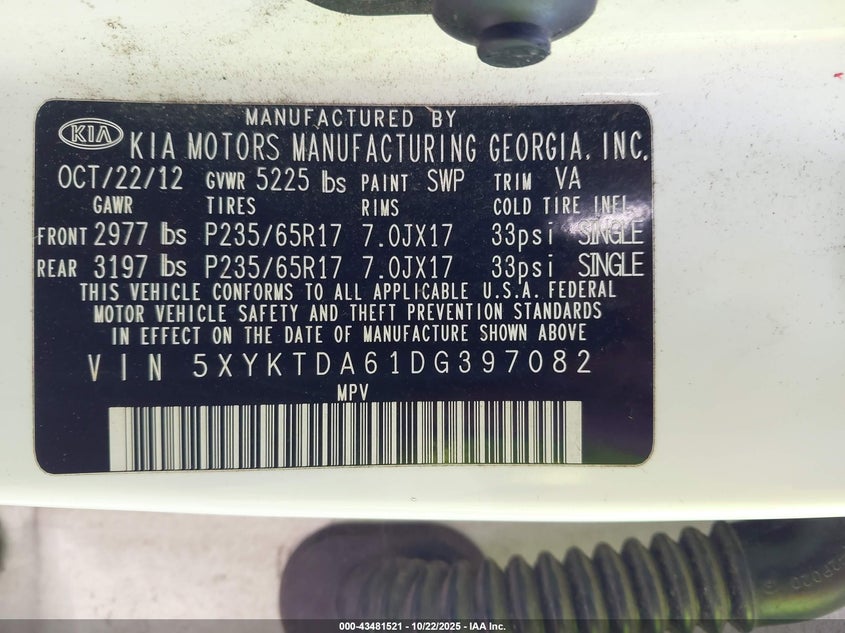 MANUFACTURED BY
KIA KIA MOTORS MANUFACTURING GEORGIA, INC.
OCT/22/12 GVWR 5225 lbs PAINT SWP TRIM VA
GAWR TIRES RIMS COLD TIRE INFL.
FRONT 2977 lbs P235/65R17 7.0JX17 33psi SINGLE
REAR 3197 lbs P235/65R17 7.0JX17 33psi SINGLE
THIS VEHICLE CONFORMS TO ALL APPLICABLE U.S.A. FEDERAL
MOTOR VEHICLE SAFETY AND THEFT PREVENTION STANDARDS
IN EFFECT ON THE DATE OF MANUFACTURE SHOWN ABOVE
VIN 5XYKTDA61DG397082
MPV
000-43481521 - 10/22/2025 - IAA Inc.